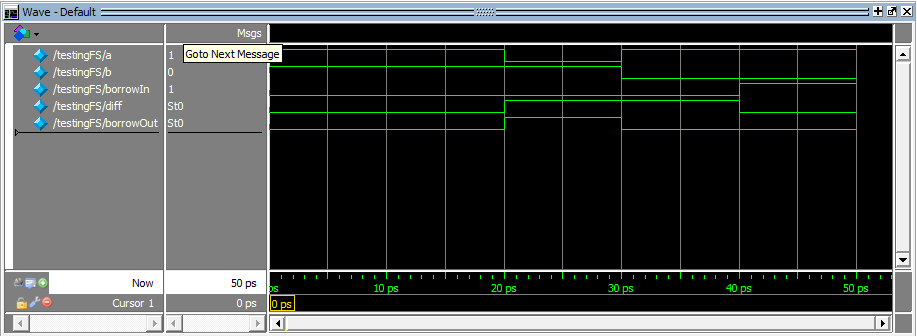 Wave - Default
Msgs
/testingFS/a 1 Goto Next Message
/testingFS/b 0
/testingFS/borrowIn 1
/testingFS/diff St0
/testingFS/borrowOut St0
Now 50 ps ps 10 ps 20 ps 30 ps 40 ps 50 ps
Cursor 1 0 ps 0 ps